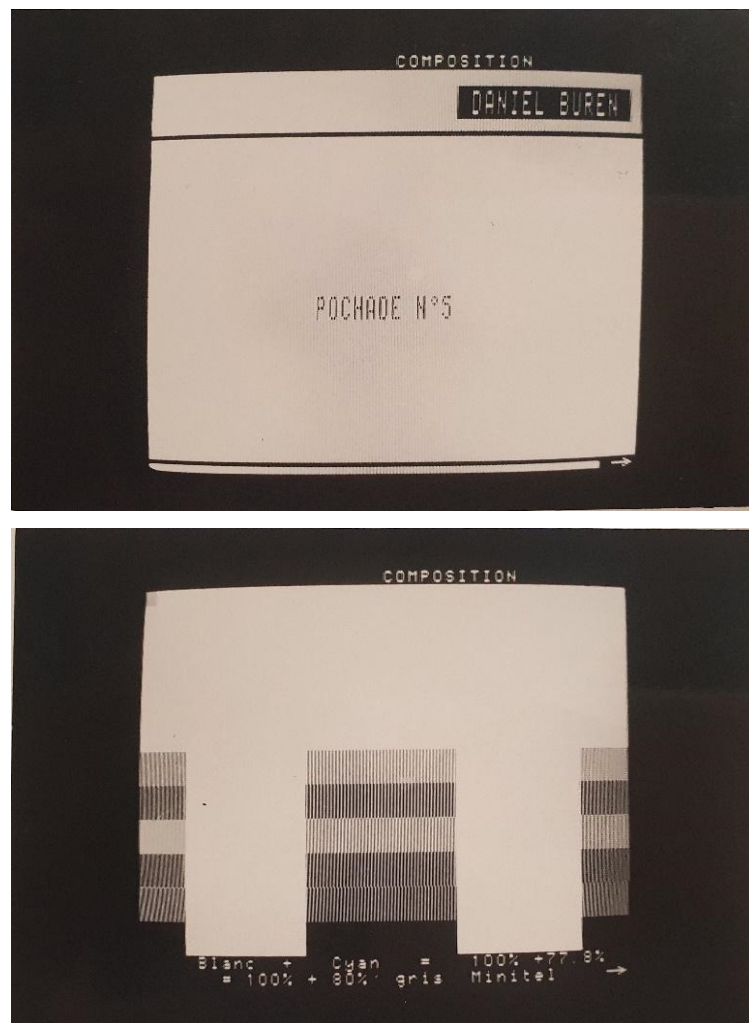 COMPOSITION
DANIEL BUREN
POCHADE N°5
→
COMPOSITION
Blanc + Cyan = 100% +77.8%
= 100% + 80% gris Minitel →